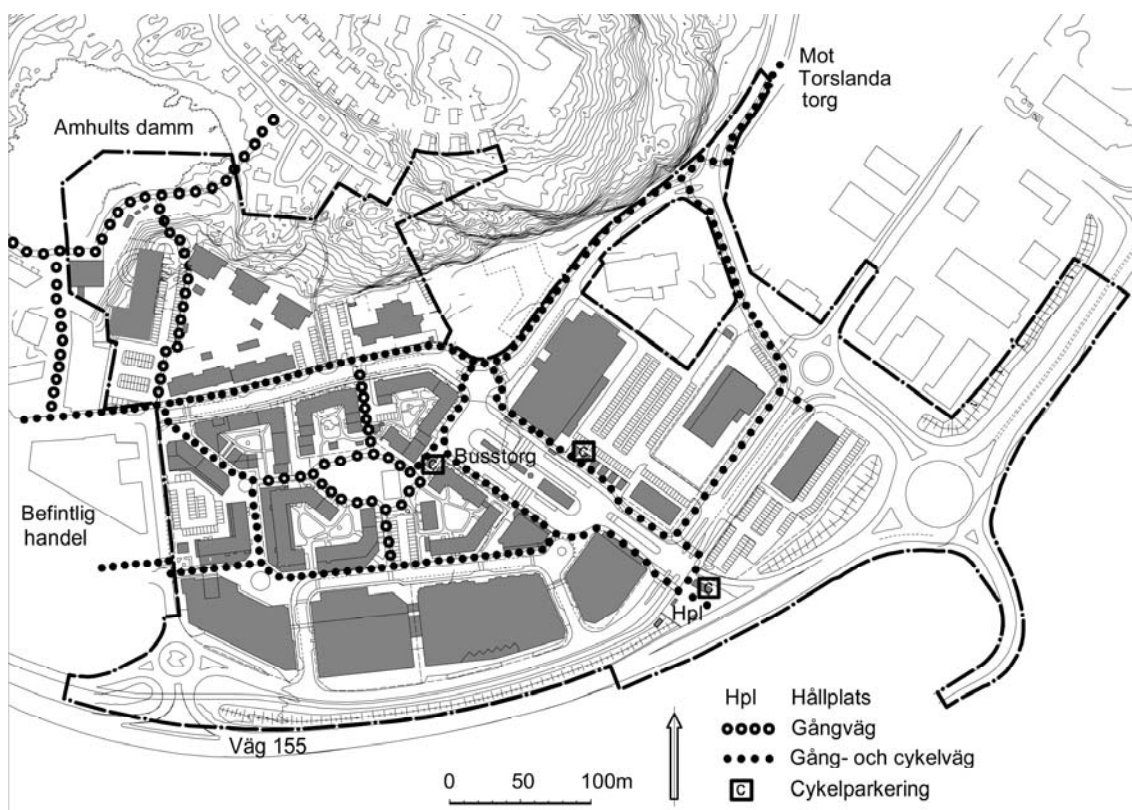 Mot
Torslanda
torg
Amhults damm
Busstorg
C
C
Befintlig
handel
C
Hpl
Väg 155
0 50 100m
Hpl Hållplats
Gångväg
Gång- och cykelväg
C Cykelparkering